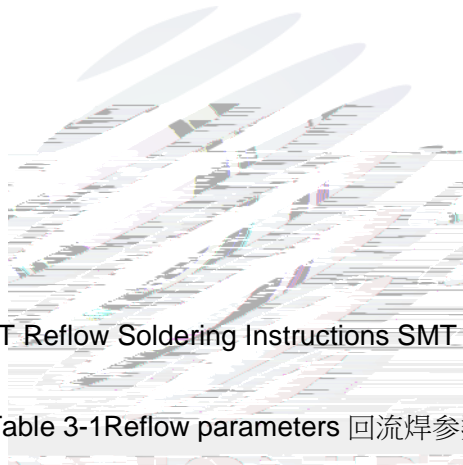 T Reflow Soldering Instructions SMT
Table 3-1Reflow parameters 回流焊参